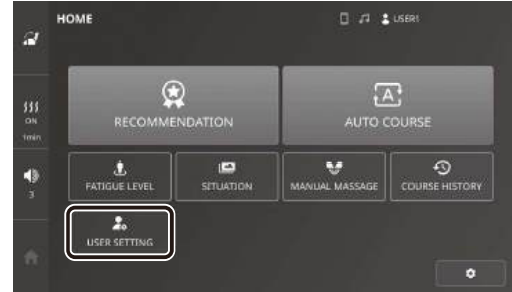 HOME
USER1
ON
1min
3
RECOMMENDATION
A
AUTO COURSE
FATIGUE LEVEL
SITUATION
MANUAL MASSAGE
COURSE HISTORY
USER SETTING